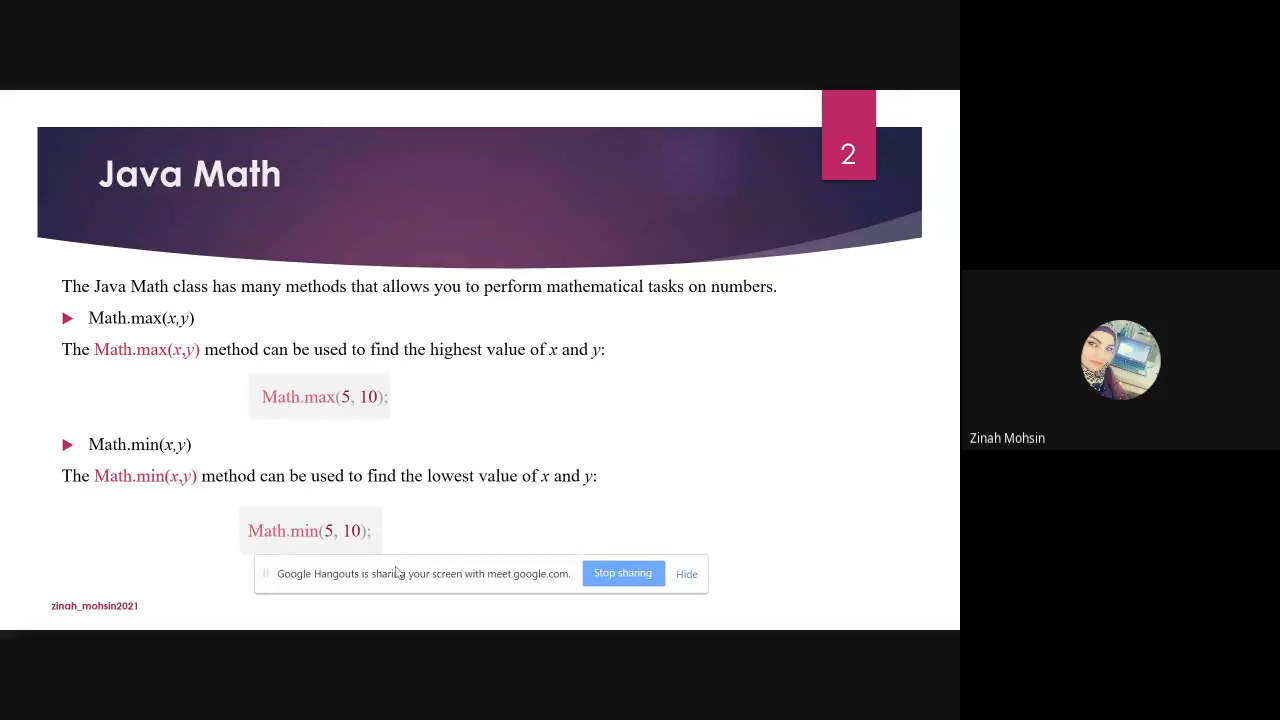 2
Java Math
The Java Math class has many methods that allows you to perform mathematical tasks on numbers.
Math.max(x,y)
The Math.max(x,y) method can be used to find the highest value of x and y:
Math.max(5, 10);
Math.min(x,y)
The Math.min(x,y) method can be used to find the lowest value of x and y:
Math.min(5, 10);
Google Hangouts is sharing your screen with meet.google.com. Stop sharing Hide
zinah_mohsin2021
Zinah Mohsin